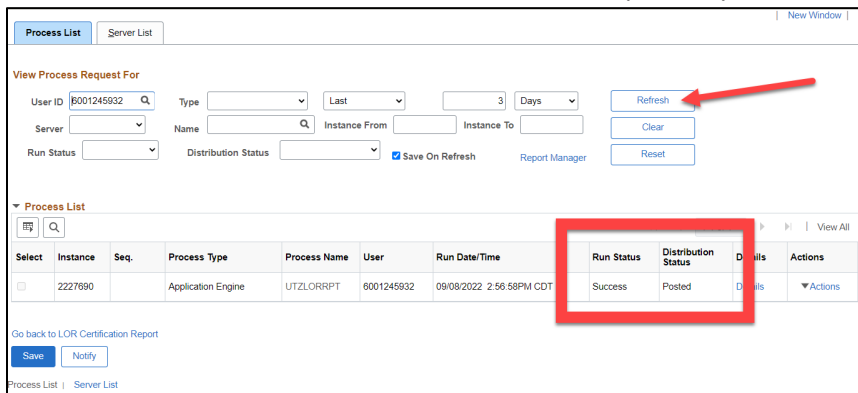 | New Window |
Process List Server List
View Process Request For
User ID 6001245932 Type Last 3 Days Refresh
Server Name Instance From Instance To Clear
Run Status Distribution Status Save On Refresh Report Manager Reset
Process List
| View All
Select Instance Seq. Process Type Process Name User Run Date/Time Run Status Distribution Status Details Actions
2227690 Application Engine UTZLORRPT 6001245932 09/08/2022 2:56:58PM CDT Success Posted Details Actions
Go back to LOR Certification Report
Save Notify
Process List | Server List